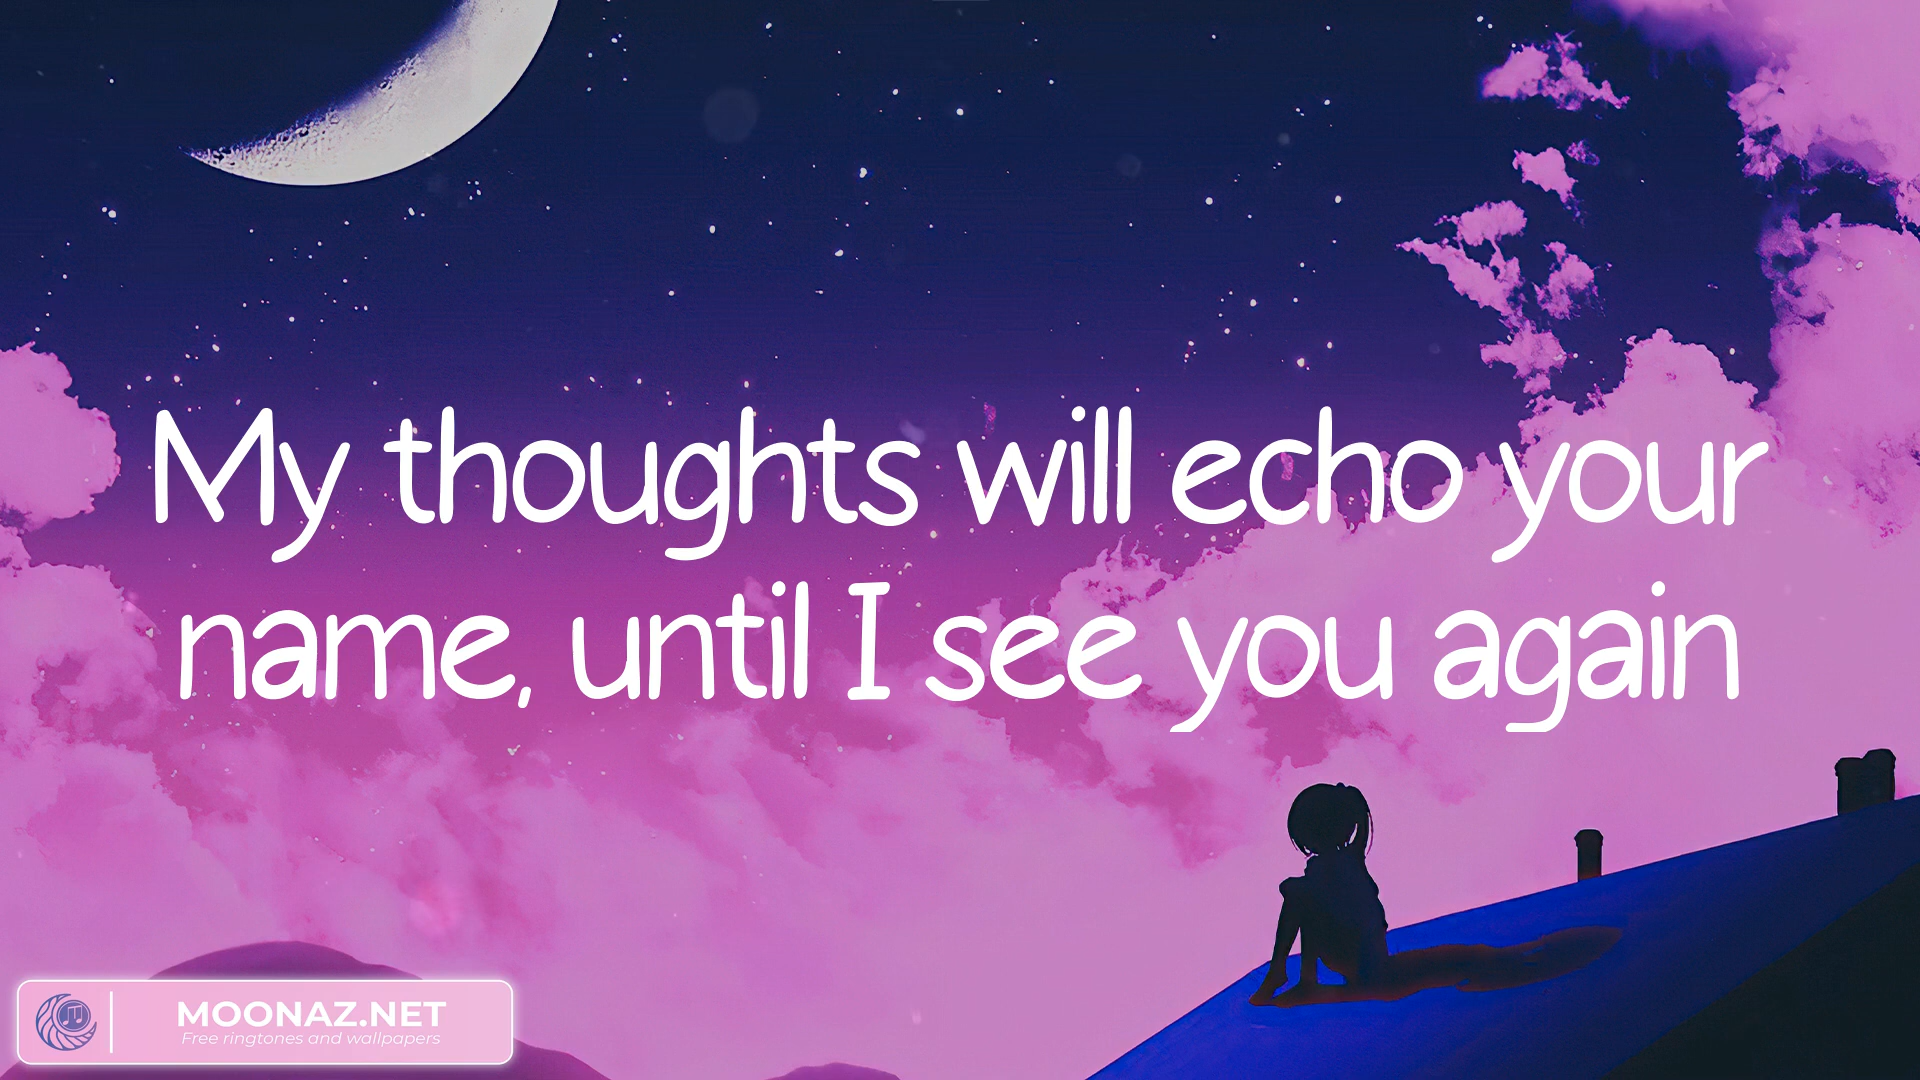 My thoughts will echo your
name, until I see you again
MOONAZ.NET
Free ringtones and wallpapers